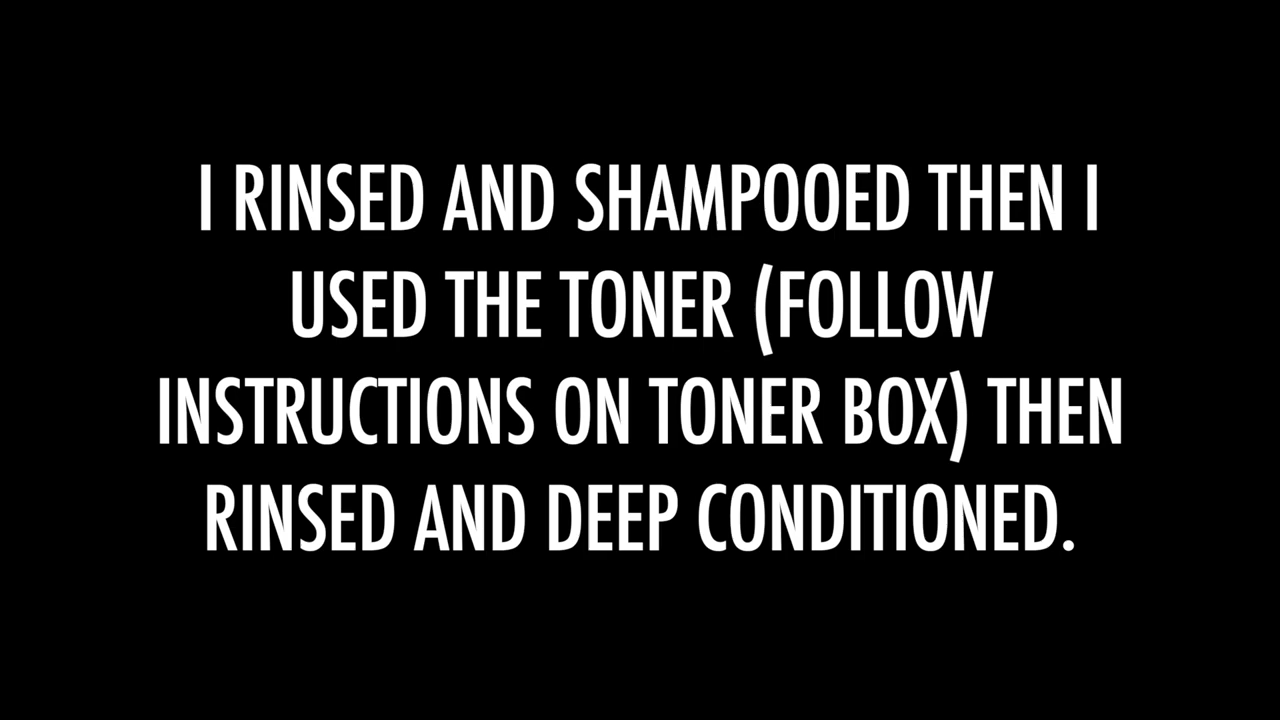 I RINSED AND SHAMPOOED THEN I
USED THE TONER (FOLLOW
INSTRUCTIONS ON TONER BOX) THEN
RINSED AND DEEP CONDITIONED.